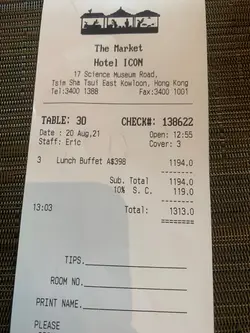 The Market
Hotel ICON
17 Science Museum Road,
Tsim Sha Tsui East Kowloon, Hong Kong
Tel:3400 1388 Fax:3400 1001
TABLE: 30 CHECK#: 138622
Date : 20 Aug,21 Open: 12:55
Staff: Eric Cover: 3
3 Lunch Buffet A$398 1194.0
Sub. Total 1194.0
10% S. C. 119.0
13:03 Total: 1313.0
TIPS
ROOM NO.
PRINT NAME
PLEASE